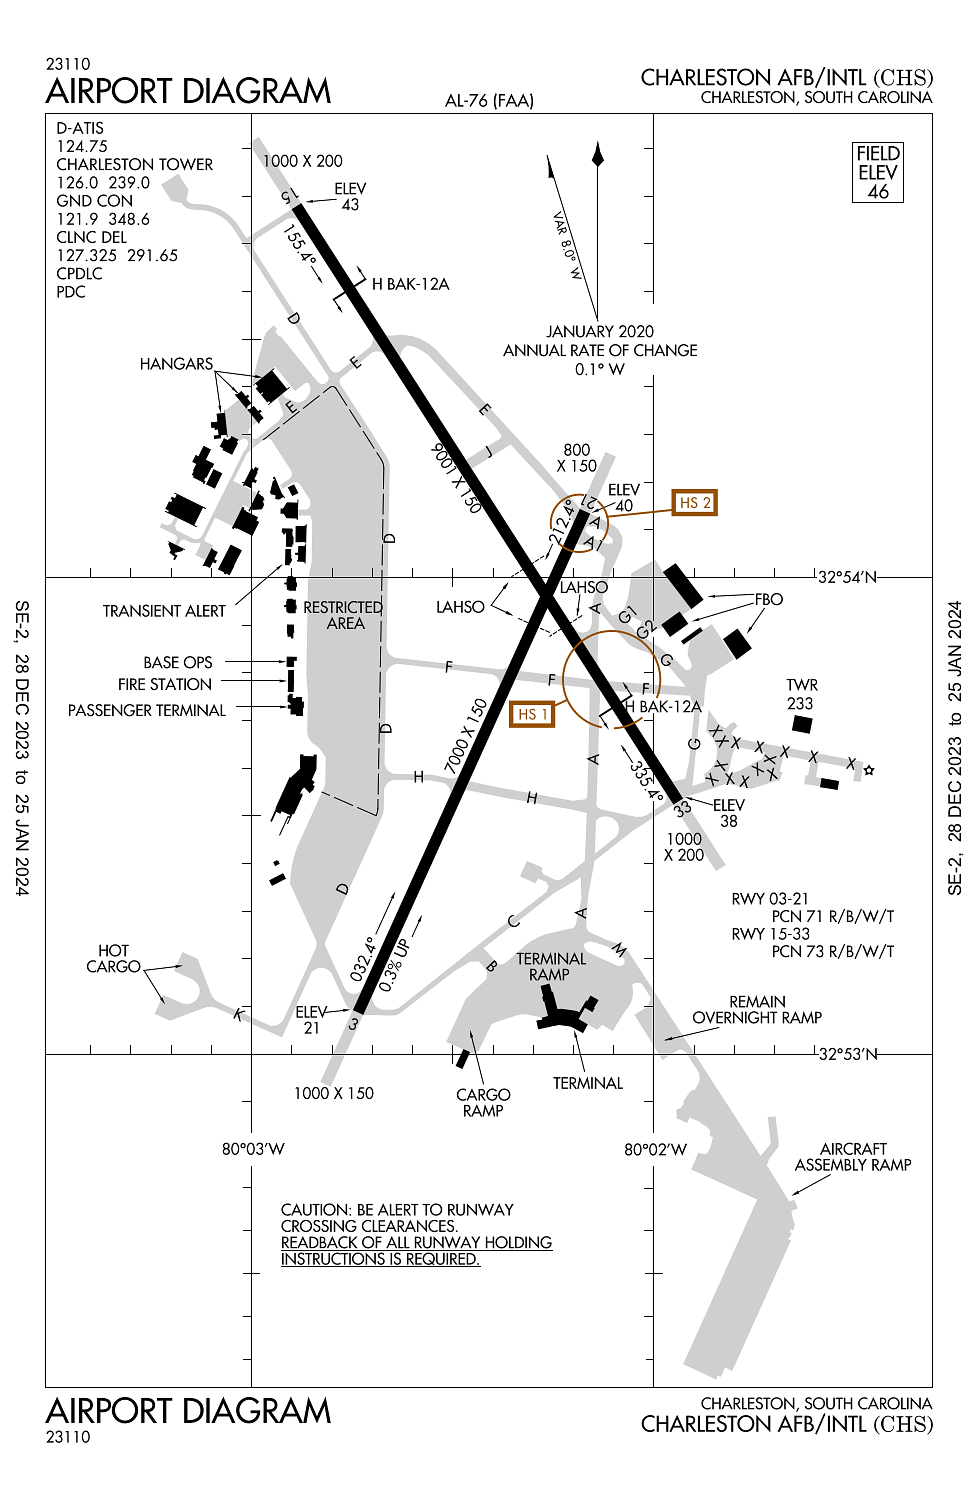 23110
AIRPORT DIAGRAM
AL-76 (FAA)
CHARLESTON AFB/INTL (CHS)
CHARLESTON, SOUTH CAROLINA
D-ATIS
124.75
CHARLESTON TOWER
126.0 239.0
GND CON
121.9 348.6
CLNC DEL
127.325 291.65
CPDLC
PDC
1000 X 200
15
ELEV
43
155.4°
H BAK-12A
FIELD
ELEV
46
VAR 8.0° W
JANUARY 2020
ANNUAL RATE OF CHANGE
0.1° W
D
E
HANGARS
E
E
J
9001 X 150
800
X 150
21
ELEV
40
HS 2
212.4°
A
A1
D
32°54'N
LAHSO
LAHSO
A
G1
G2
G
FBO
TRANSIENT ALERT
RESTRICTED
AREA
BASE OPS
FIRE STATION
PASSENGER TERMINAL
F
F
F
HS 1
H BAK-12A
TWR
233
D
7000 X 150
G
X X X X X X X X X X X X X X X
A
H
H
335.4°
33
ELEV
38
1000
X 200
D
RWY 03-21
PCN 71 R/B/W/T
RWY 15-33
PCN 73 R/B/W/T
C
A
M
B
HOT
CARGO
032.4°
0.3% UP
TERMINAL
RAMP
K
ELEV
21
3
REMAIN
OVERNIGHT RAMP
32°53'N
1000 X 150
CARGO
RAMP
TERMINAL
80°03'W
80°02'W
AIRCRAFT
ASSEMBLY RAMP
CAUTION: BE ALERT TO RUNWAY
CROSSING CLEARANCES.
READBACK OF ALL RUNWAY HOLDING
INSTRUCTIONS IS REQUIRED.
SE-2, 28 DEC 2023 to 25 JAN 2024
SE-2, 28 DEC 2023 to 25 JAN 2024
AIRPORT DIAGRAM
23110
CHARLESTON, SOUTH CAROLINA
CHARLESTON AFB/INTL (CHS)